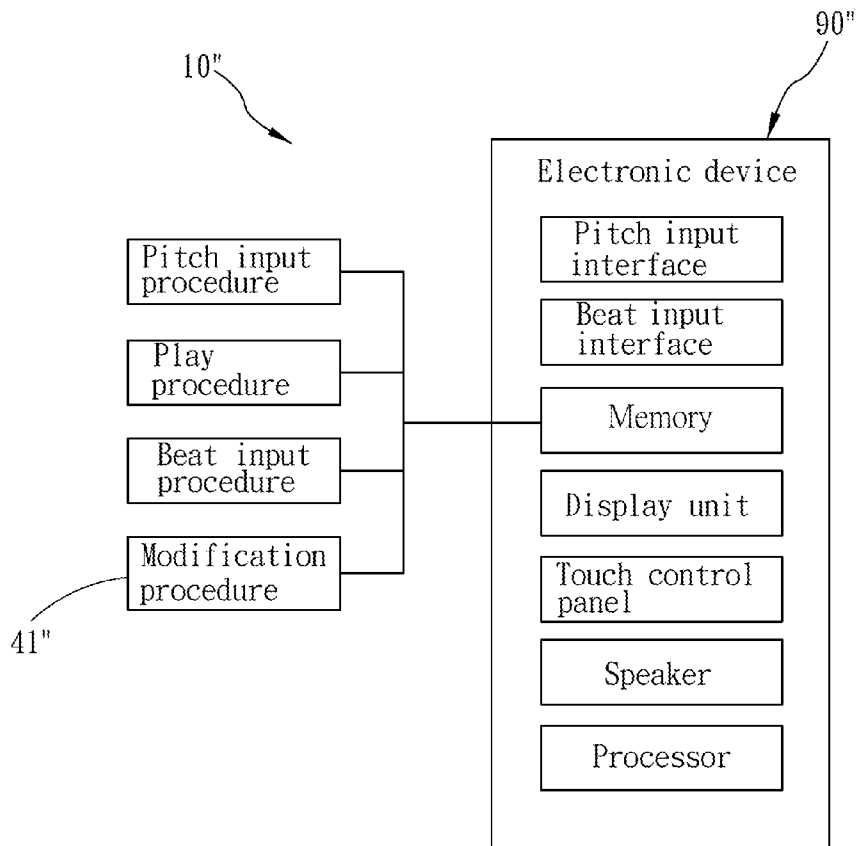 90"
10"
Electronic device
Pitch input
interface
Beat input
interface
Memory
Display unit
Touch control
panel
Speaker
Processor
Pitch input
procedure
Play
procedure
Beat input
procedure
Modification
procedure
41"